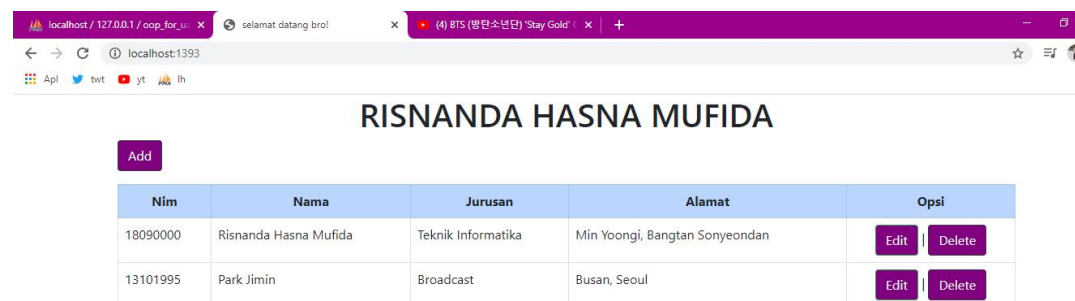 localhost / 127.0.0.1 / oop_for_ua
selamat datang bro!
(4) BTS (방탄소년단) 'Stay Gold' (
localhost:1393
Apl twt yt lh
RISNANDA HASNA MUFIDA
Add
Nim Nama Jurusan Alamat Opsi
18090000 Risnanda Hasna Mufida Teknik Informatika Min Yoongi, Bangtan Sonyeondan Edit | Delete
13101995 Park Jimin Broadcast Busan, Seoul Edit | Delete